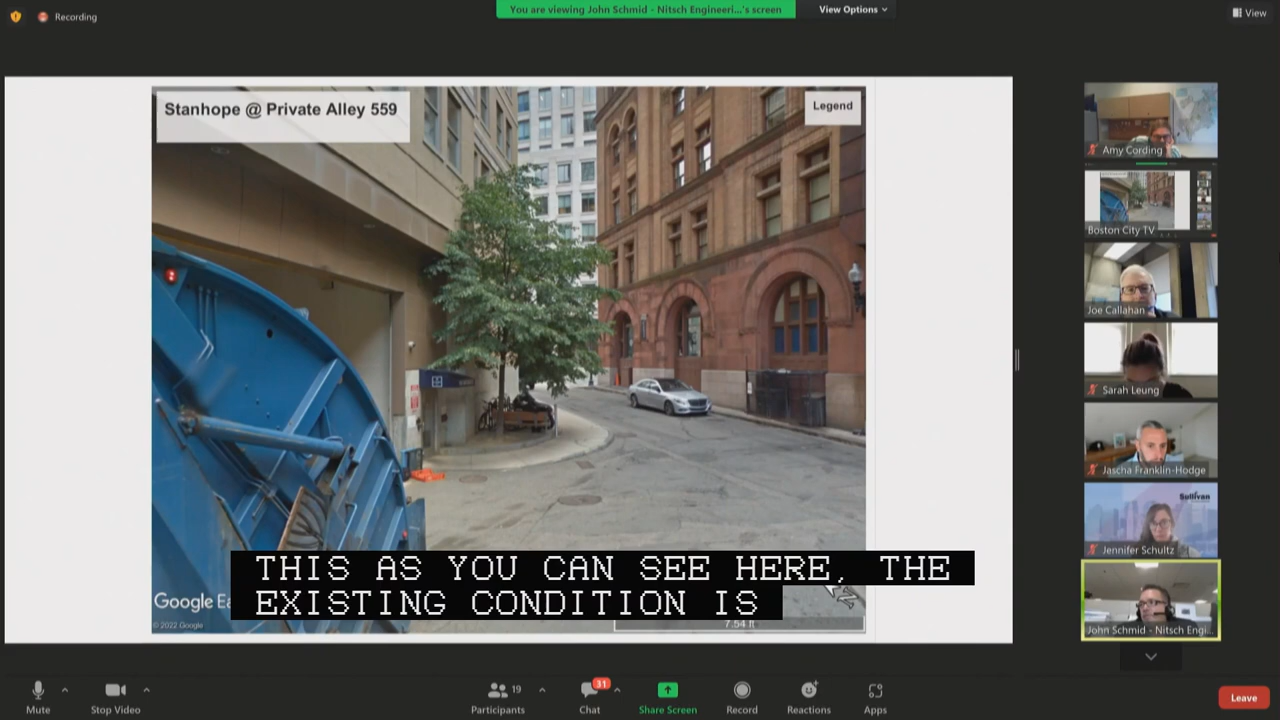 Recording
You are viewing John Schmid - Nitsch Engineeri...'s screen
View Options
View
Stanhope @ Private Alley 559
Legend
Amy Cording
Boston City TV
Joe Callahan
Sarah Leung
Jascha Franklin-Hodge
Sullivan
Jennifer Schultz
John Schmid - Nitsch Engi...
THIS AS YOU CAN SEE HERE, THE
EXISTING CONDITION IS
Google Ea
© 2022 Google
7.54 ft
Mute
Stop Video
19
Participants
31
Chat
Share Screen
Record
Reactions
Apps
Leave